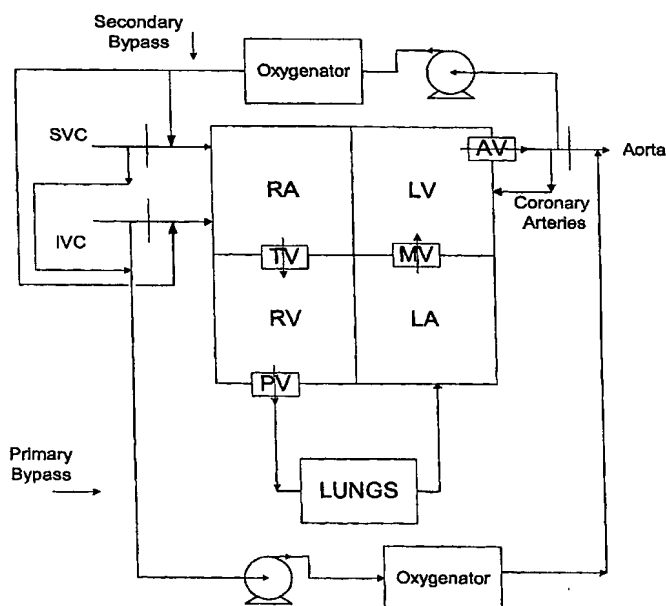 Secondary
Bypass
Oxygenator
SVC
AV
Aorta
RA
LV
Coronary
Arteries
IVC
TV
MV
RV
LA
PV
Primary
Bypass
LUNGS
Oxygenator